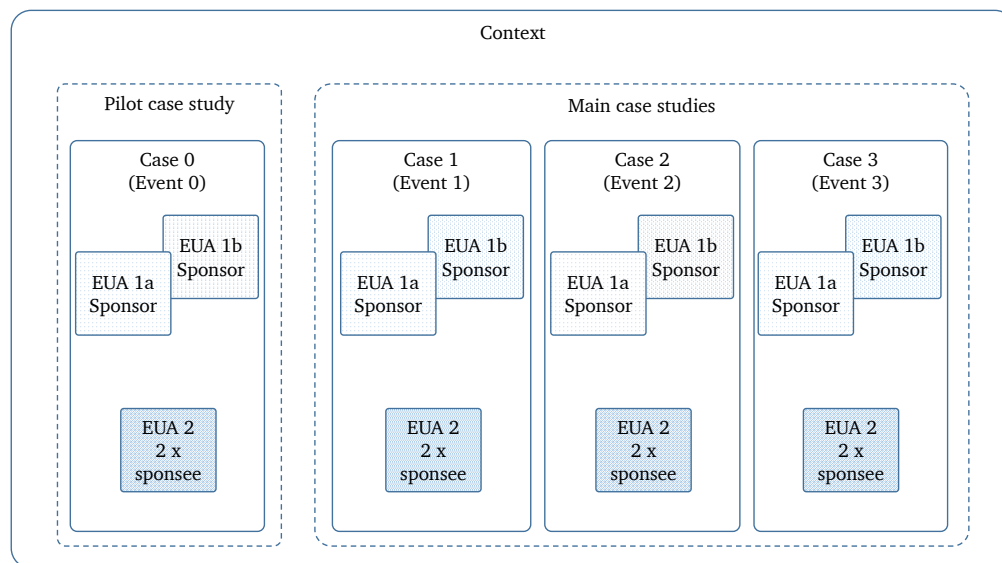 Context
Pilot case study
Case 0
(Event 0)
EUA 1b
Sponsor
EUA 1a
Sponsor
EUA 2
2 x
sponsee
Main case studies
Case 1
(Event 1)
EUA 1b
Sponsor
EUA 1a
Sponsor
EUA 2
2 x
sponsee
Case 2
(Event 2)
EUA 1b
Sponsor
EUA 1a
Sponsor
EUA 2
2 x
sponsee
Case 3
(Event 3)
EUA 1b
Sponsor
EUA 1a
Sponsor
EUA 2
2 x
sponsee